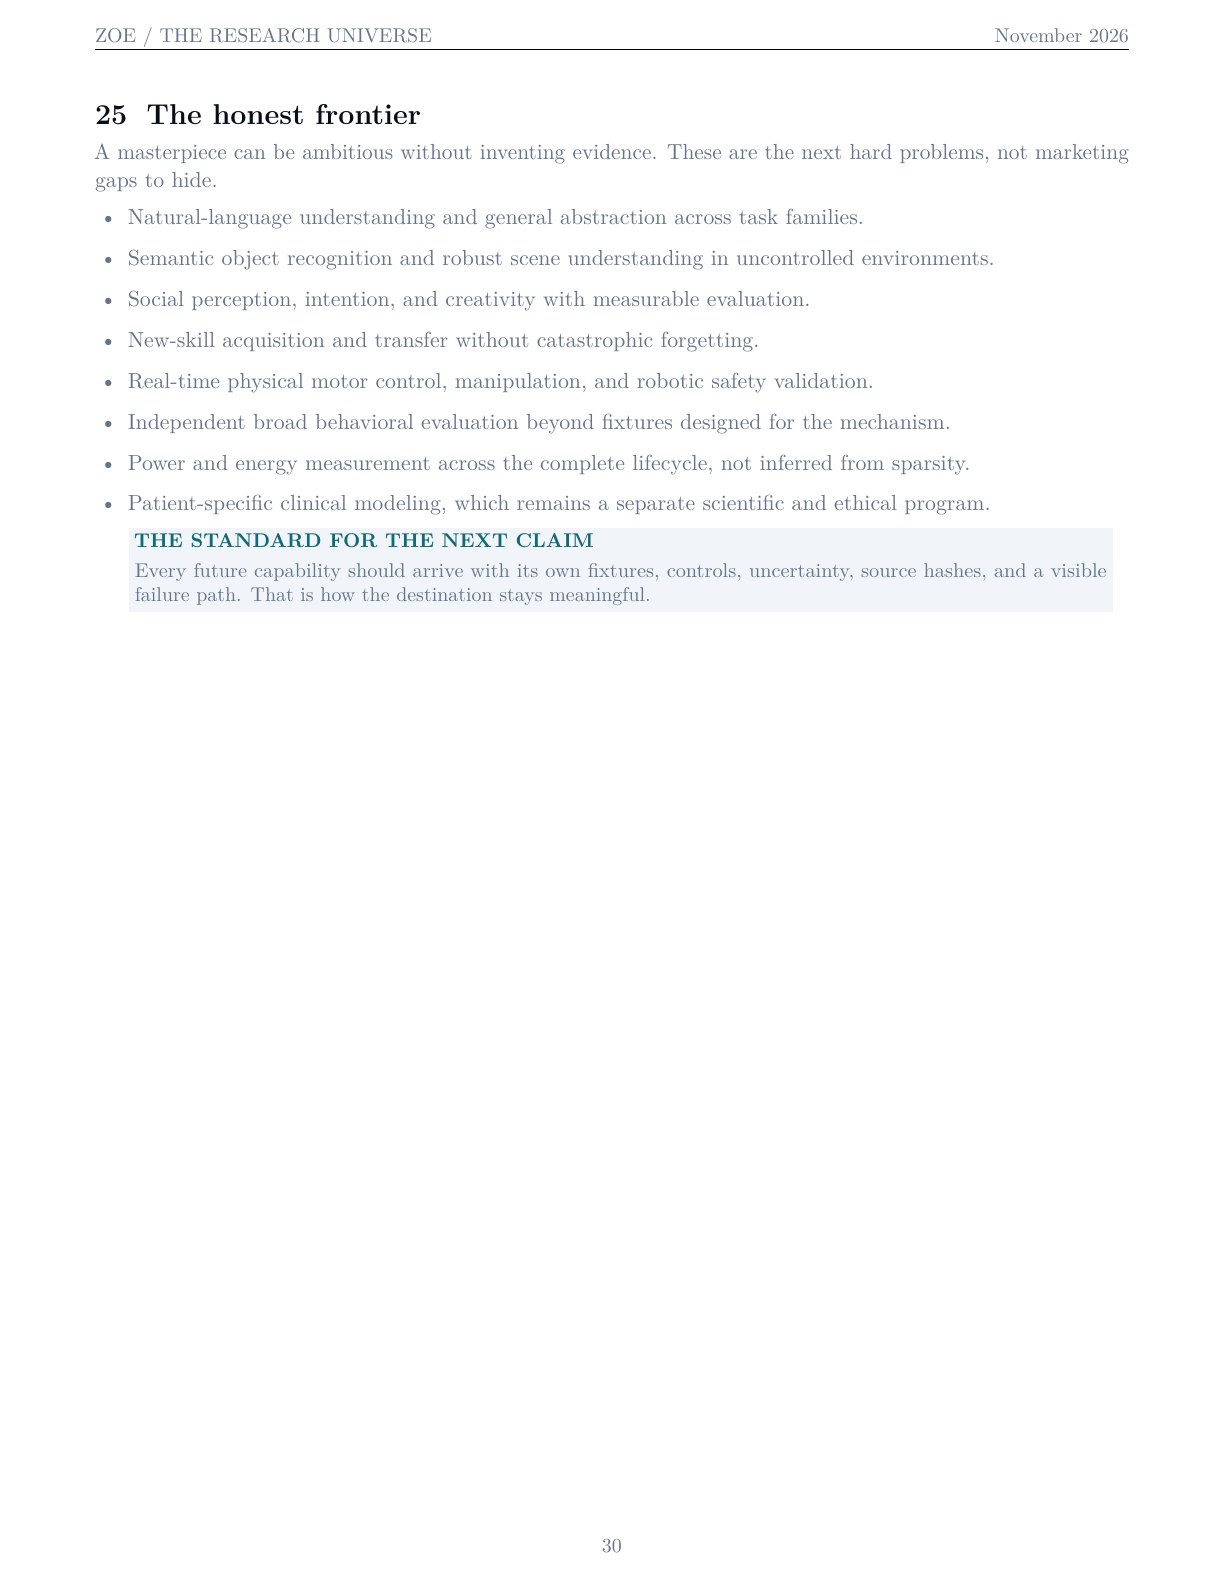 ZOE / THE RESEARCH UNIVERSE November 2026
25 The honest frontier
A masterpiece can be ambitious without inventing evidence. These are the next hard problems, not marketing
gaps to hide.
• Natural-language understanding and general abstraction across task families.
• Semantic object recognition and robust scene understanding in uncontrolled environments.
• Social perception, intention, and creativity with measurable evaluation.
• New-skill acquisition and transfer without catastrophic forgetting.
• Real-time physical motor control, manipulation, and robotic safety validation.
• Independent broad behavioral evaluation beyond fixtures designed for the mechanism.
• Power and energy measurement across the complete lifecycle, not inferred from sparsity.
• Patient-specific clinical modeling, which remains a separate scientific and ethical program.
THE STANDARD FOR THE NEXT CLAIM
Every future capability should arrive with its own fixtures, controls, uncertainty, source hashes, and a visible
failure path. That is how the destination stays meaningful.
30